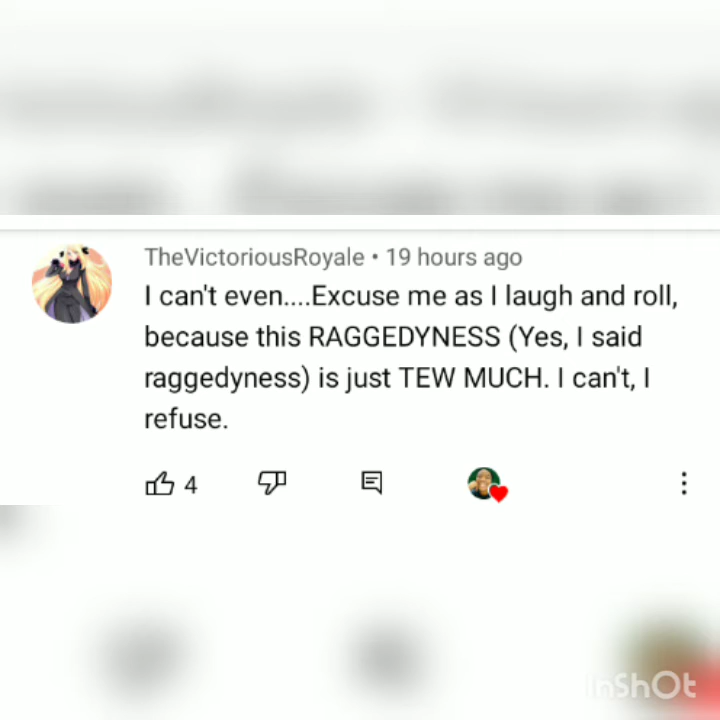 TheVictoriousRoyale • 19 hours ago
I can't even....Excuse me as I laugh and roll,
because this RAGGEDYNESS (Yes, I said
raggedyness) is just TEW MUCH. I can't, I
refuse.
4
InShOt